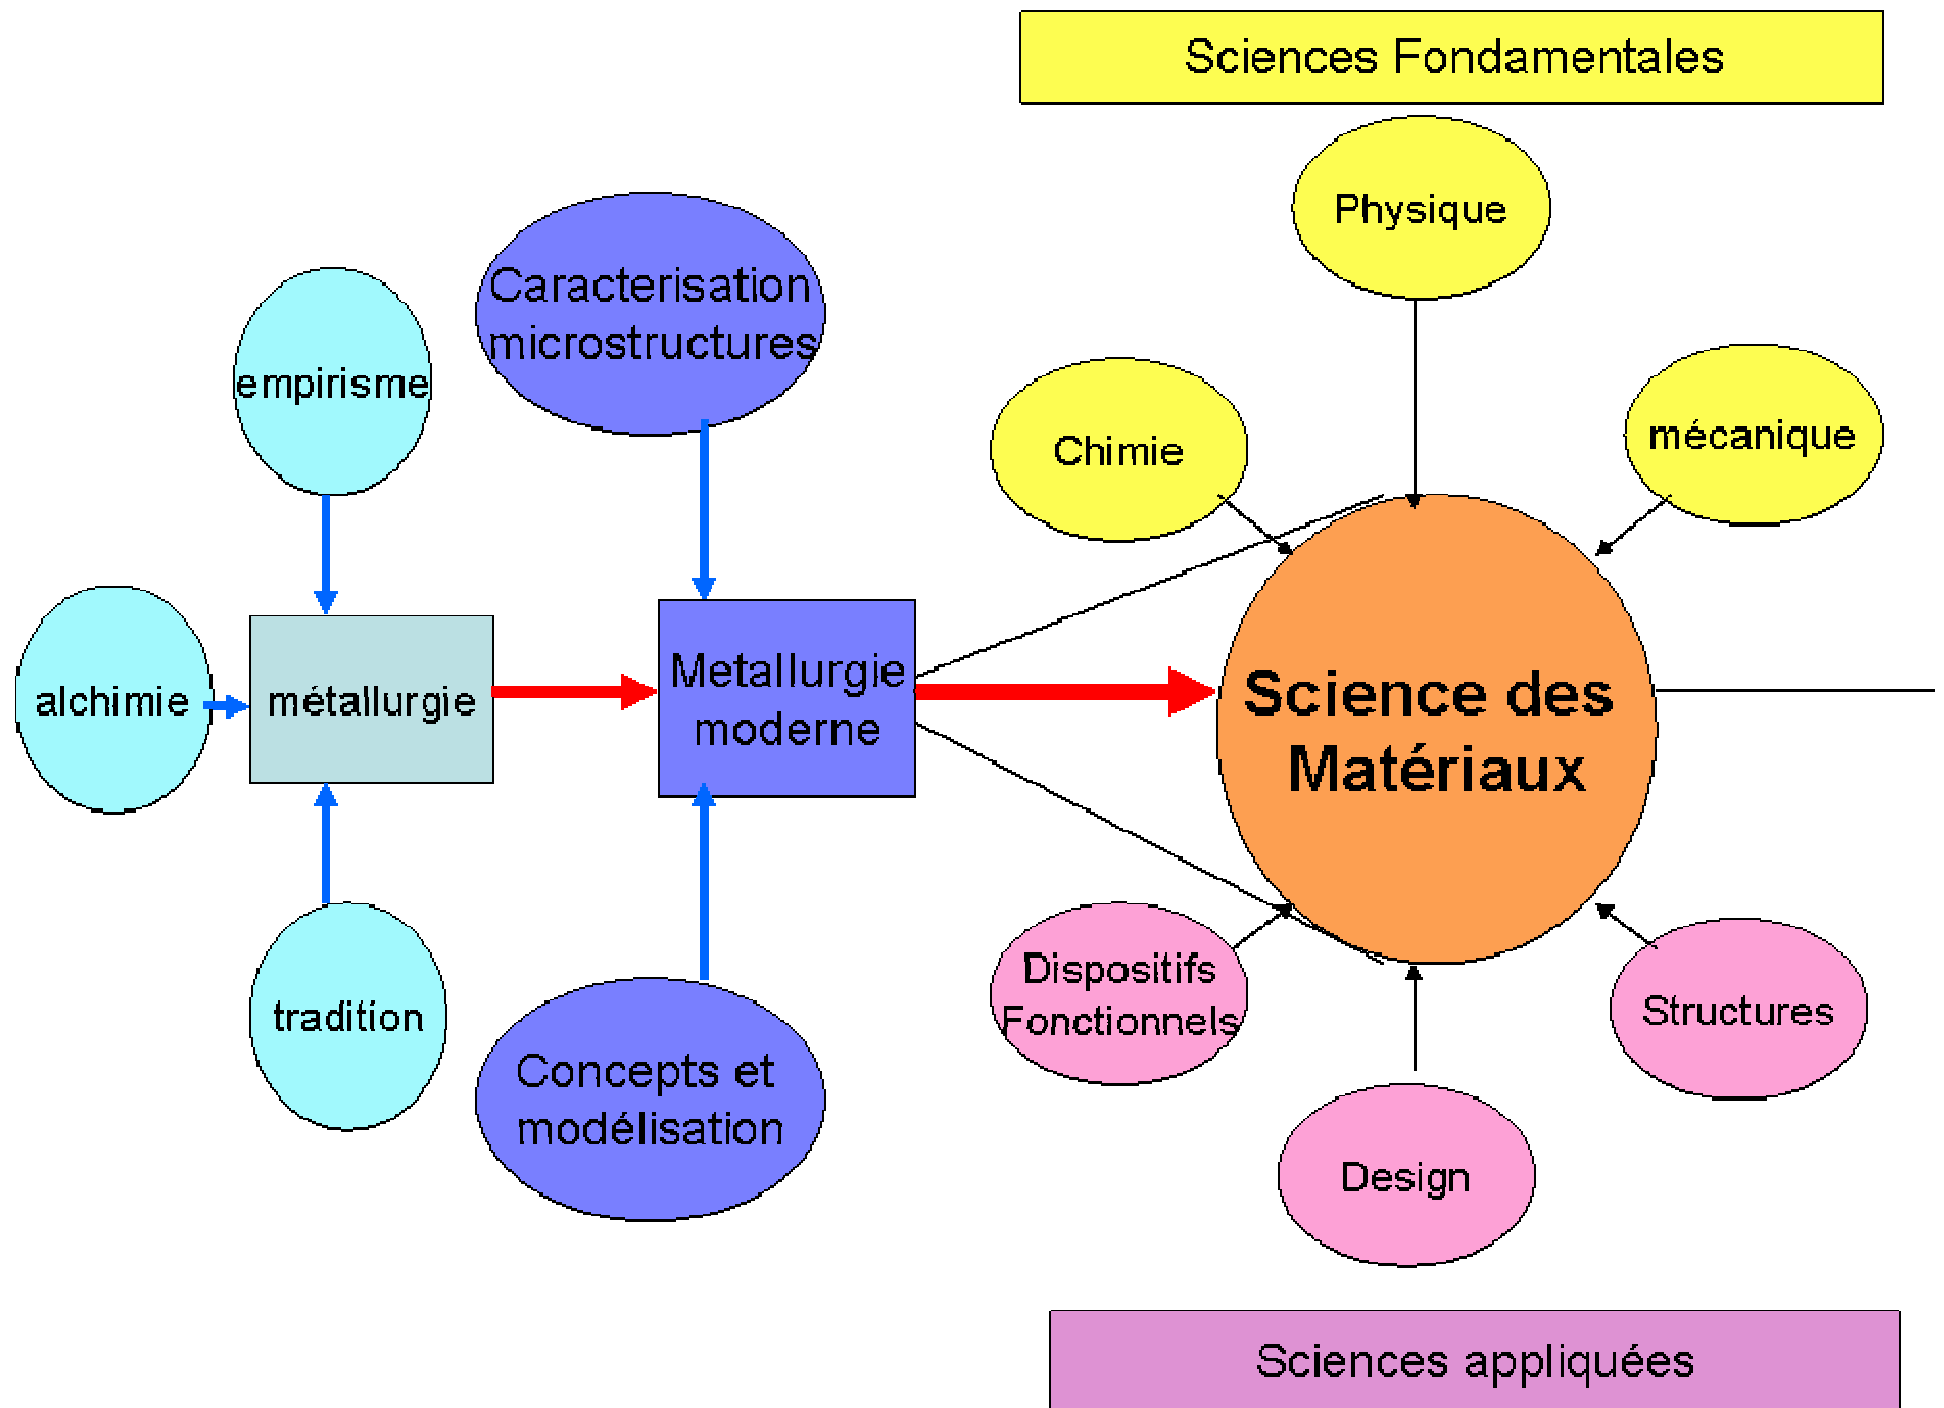 Sciences Fondamentales
Physique
Caracterisation
microstructures
empirisme
Chimie
mécanique
alchimie
métallurgie
Metallurgie
moderne
Science des
Matériaux
tradition
Concepts et
modélisation
Dispositifs
Fonctionnels
Structures
Design
Sciences appliquées